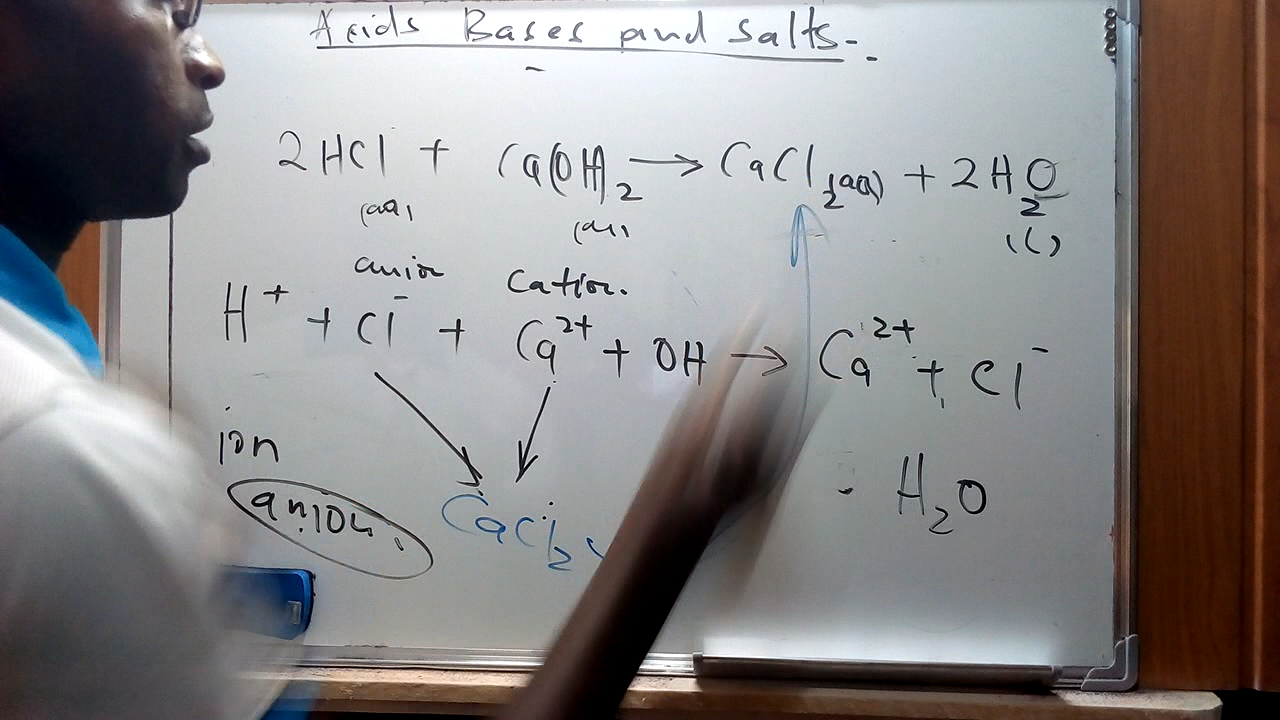 Acids Bases and salts.
2HCl + Ca(OH)2 → CaCl2(aq) + 2H2O
(aq) (aq) (l)
anion cation.
H+ + Cl- + Ca2+ + OH → Ca2+ + Cl-
ion
H2O
anion
CaCl2